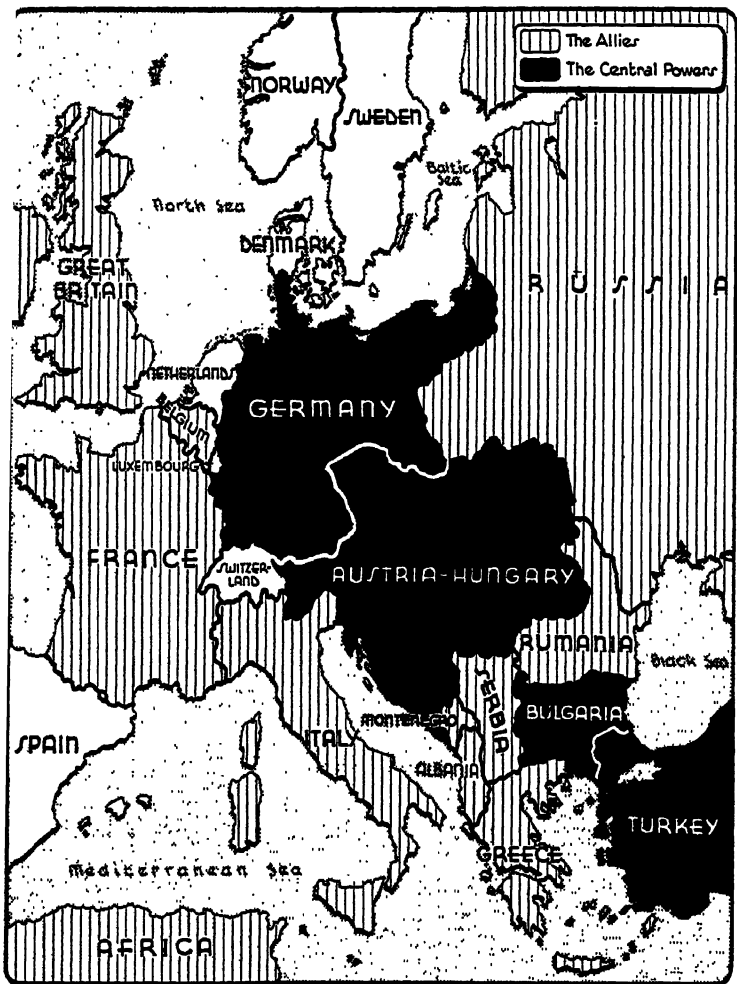 The Allies
The Central Powers
NORWAY
SWEDEN
Baltic
Sea
North Sea
DENMARK
GREAT
BRITAIN
RUSSIA
NETHERLANDS
BELGIUM
GERMANY
LUXEMBOURG
FRANCE
SWITZER-
LAND
AUSTRIA-HUNGARY
RUMANIA
Black Sea
SERBIA
BULGARIA
MONTENEGRO
SPAIN
ITALY
ALBANIA
TURKEY
GREECE
Mediterranean Sea
AFRICA